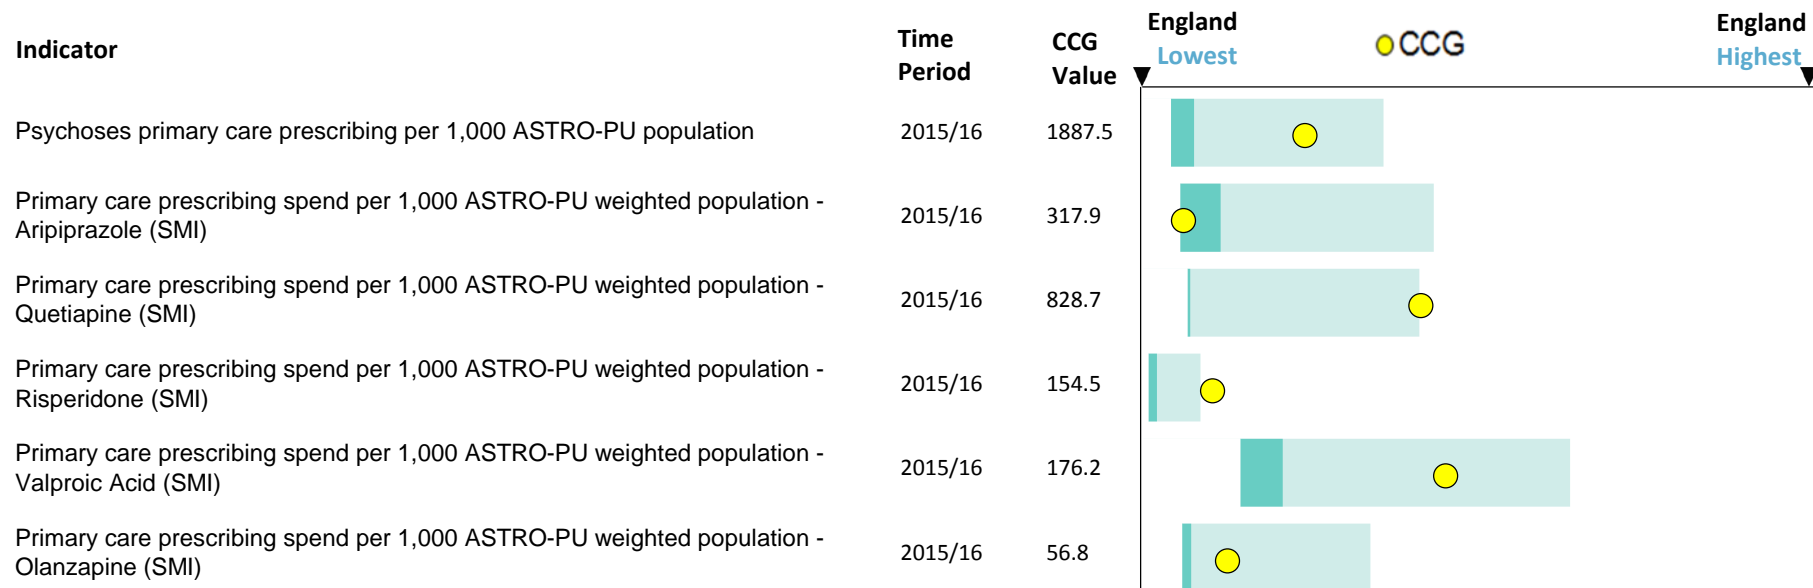 Indicator
Time
Period
CCG
Value
England
Lowest
CCG
England
Highest
Psychoses primary care prescribing per 1,000 ASTRO-PU population
2015/16
1887.5
Primary care prescribing spend per 1,000 ASTRO-PU weighted population -
Aripiprazole (SMI)
2015/16
317.9
Primary care prescribing spend per 1,000 ASTRO-PU weighted population -
Quetiapine (SMI)
2015/16
828.7
Primary care prescribing spend per 1,000 ASTRO-PU weighted population -
Risperidone (SMI)
2015/16
154.5
Primary care prescribing spend per 1,000 ASTRO-PU weighted population -
Valproic Acid (SMI)
2015/16
176.2
Primary care prescribing spend per 1,000 ASTRO-PU weighted population -
Olanzapine (SMI)
2015/16
56.8